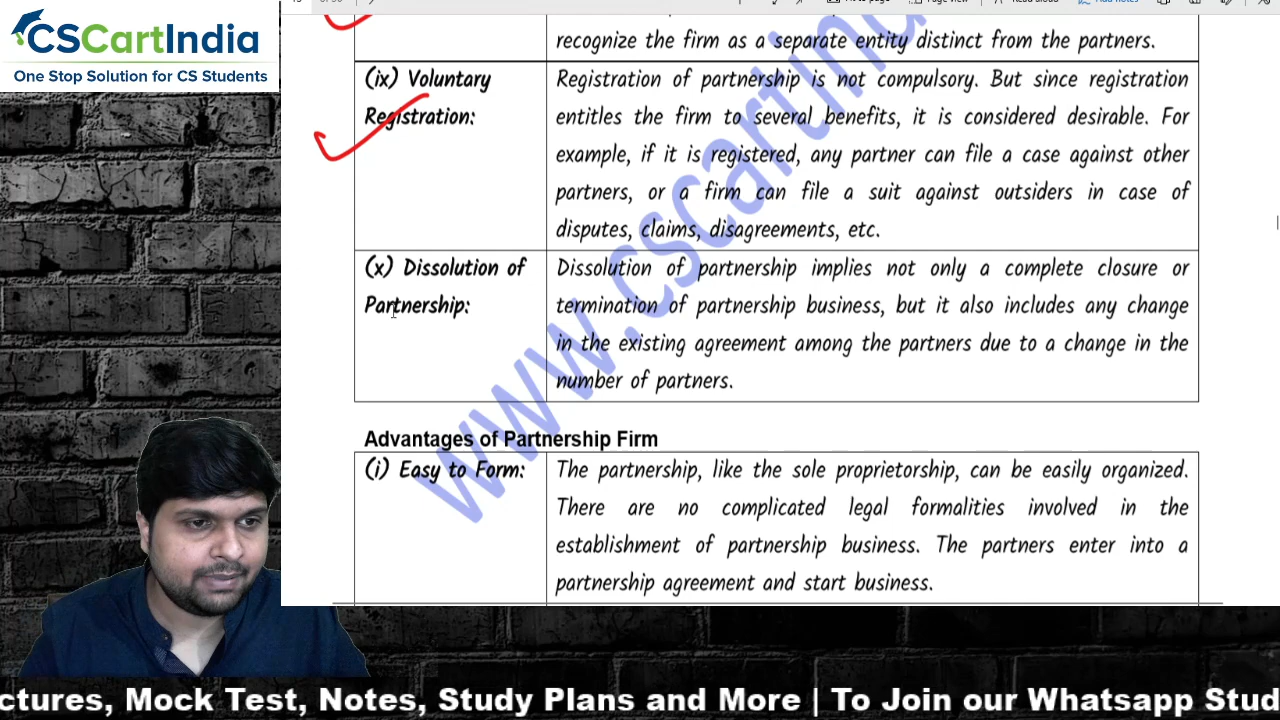 CSCartIndia
One Stop Solution for CS Students
recognize the firm as a separate entity distinct from the partners.
(ix) Voluntary
Registration:
Registration of partnership is not compulsory. But since registration
entitles the firm to several benefits, it is considered desirable. For
example, if it is registered, any partner can file a case against other
partners, or a firm can file a suit against outsiders in case of
disputes, claims, disagreements, etc.
(x) Dissolution of
Partnership:
Dissolution of partnership implies not only a complete closure or
termination of partnership business, but it also includes any change
in the existing agreement among the partners due to a change in the
number of partners.
Advantages of Partnership Firm
(i) Easy to Form:
The partnership, like the sole proprietorship, can be easily organized.
There are no complicated legal formalities involved in the
establishment of partnership business. The partners enter into a
partnership agreement and start business.
www.cscartind
ctures, Mock Test, Notes, Study Plans and More | To Join our Whatsapp Stud